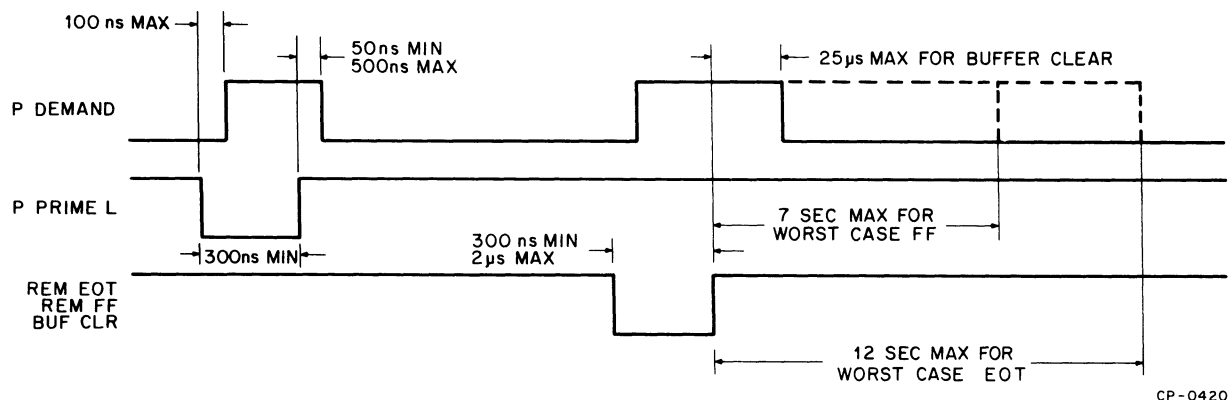 100 ns MAX
50ns MIN
500ns MAX
25µs MAX FOR BUFFER CLEAR
P DEMAND
P PRIME L
300ns MIN
7 SEC MAX FOR
WORST CASE FF
300 ns MIN
2µs MAX
REM EOT
REM FF
BUF CLR
12 SEC MAX FOR
WORST CASE EOT
CP-0420